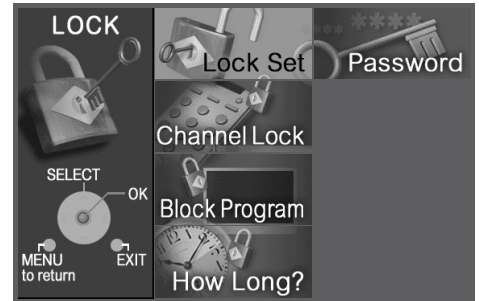 LOCK
SELECT
OK
MENU
to return
EXIT
Lock Set
Password
Channel Lock
Block Program
How Long?